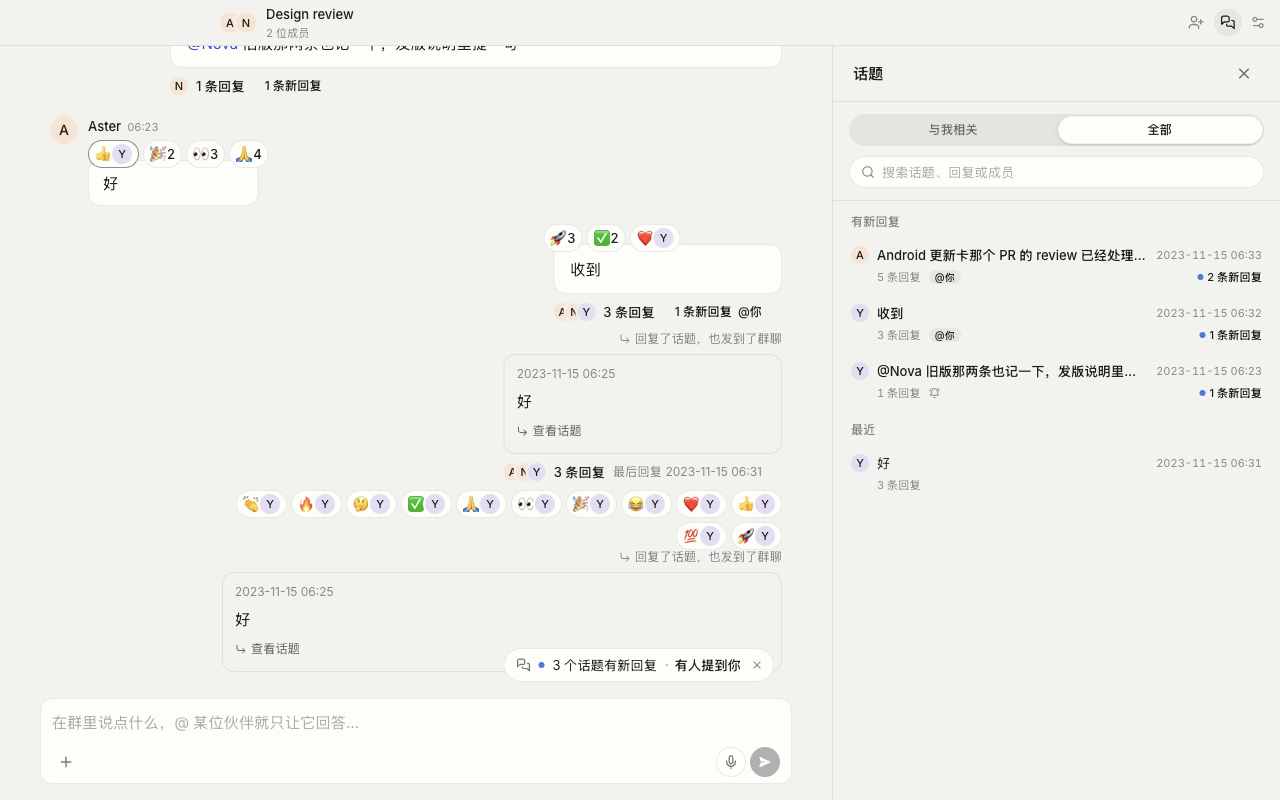 A N
Design review
2 位成员
N 1 条回复 1 条新回复
A
Aster 06:23
👍 Y 🎉2 👀3 🙏4
好
🚀3 ✅2 ❤️ Y
收到
A N Y 3 条回复 1 条新回复 @你
回复了话题，也发到了群聊
2023-11-15 06:25
好
查看话题
A N Y 3 条回复 最后回复 2023-11-15 06:31
👏 Y 🔥 Y 🤔 Y ✅ Y 🙏 Y 👀 Y 🎉 Y 😂 Y ❤️ Y 👍 Y
💯 Y 🚀 Y
回复了话题，也发到了群聊
2023-11-15 06:25
好
查看话题
3 个话题有新回复 · 有人提到你
在群里说点什么，@ 某位伙伴就只让它回答...
话题
与我相关 全部
搜索话题、回复或成员
有新回复
A Android 更新卡那个 PR 的 review 已经处理... 2023-11-15 06:33
5 条回复 @你 2 条新回复
Y 收到 2023-11-15 06:32
3 条回复 @你 1 条新回复
Y @Nova 旧版那两条也记一下，发版说明里... 2023-11-15 06:23
1 条回复 1 条新回复
最近
Y 好 2023-11-15 06:31
3 条回复